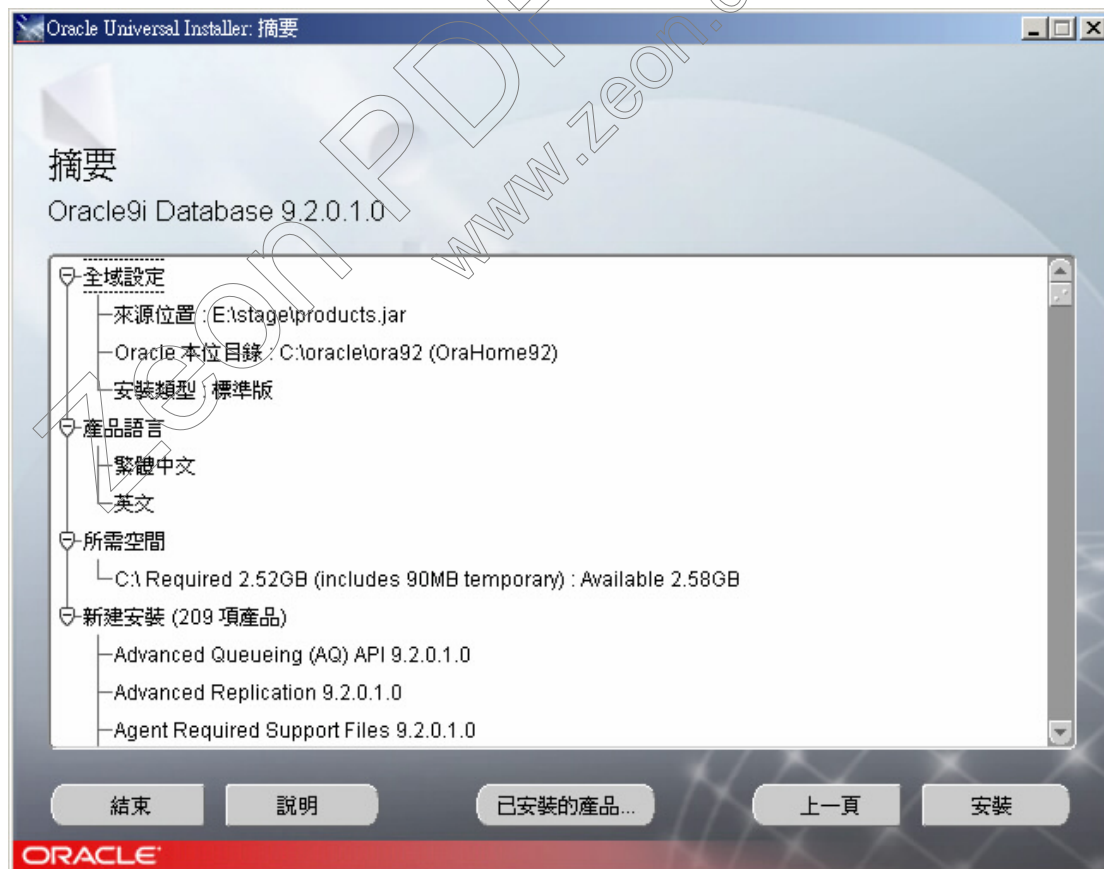 Oracle Universal Installer: 摘要
摘要
Oracle9i Database 9.2.0.1.0
全域設定
來源位置 : E:\stage\products.jar
Oracle 本位目錄 : C:\oracle\ora92 (OraHome92)
安裝類型 : 標準版
產品語言
繁體中文
英文
所需空間
C:\ Required 2.52GB (includes 90MB temporary) : Available 2.58GB
新建安裝 (209 項產品)
Advanced Queueing (AQ) API 9.2.0.1.0
Advanced Replication 9.2.0.1.0
Agent Required Support Files 9.2.0.1.0
結束
說明
已安裝的產品...
上一頁
安裝
ORACLE
Zeon PDF
www.zeon.